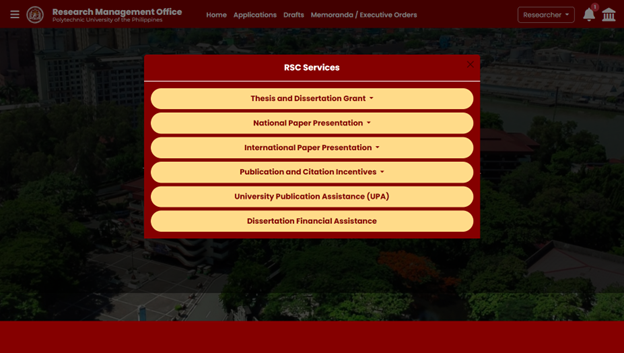 Research Management Office
Polytechnic University of the Philippines
Home Applications Drafts Memoranda / Executive Orders
Researcher
RSC Services
Thesis and Dissertation Grant
National Paper Presentation
International Paper Presentation
Publication and Citation Incentives
University Publication Assistance (UPA)
Dissertation Financial Assistance